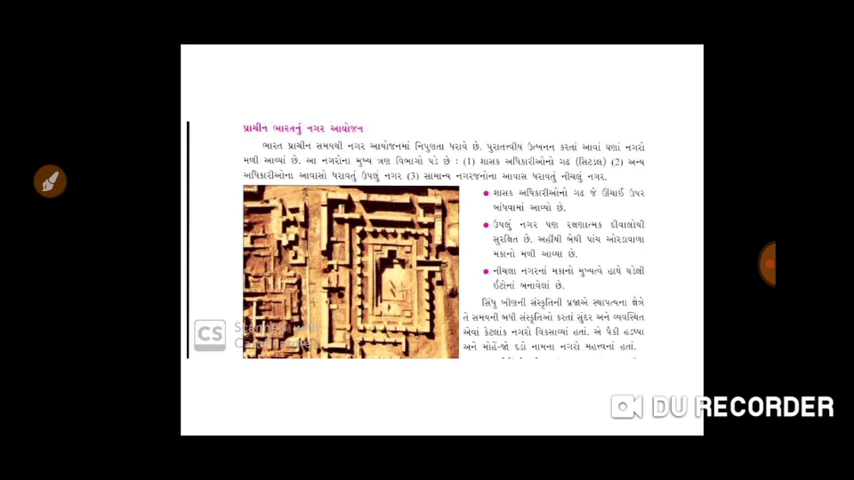 પ્રાચીન ભારતનું નગર આયોજન
ભારત પ્રાચીન સમયથી નગર આયોજનમાં નિપુણતા ધરાવે છે. પુરાતત્ત્વીય ઉત્ખનન કરતાં આવાં ઘણાં નગરો
મળી આવ્યાં છે. આ નગરોના મુખ્ય ત્રણ વિભાગો પડે છે : (1) શાસક અધિકારીઓનો ગઢ (સિટાડલ) (2) અન્ય
અધિકારીઓના આવાસો ધરાવતું ઉપલું નગર (3) સામાન્ય નગરજનોના આવાસ ધરાવતું નીચલું નગર.
● શાસક અધિકારીઓનો ગઢ જે ઊંચાઈ ઉપર
બાંધવામાં આવ્યો છે.
● ઉપલું નગર પણ રક્ષણાત્મક દીવાલોથી
સુરક્ષિત છે. અહીંથી બેથી પાંચ ઓરડાવાળા
મકાનો મળી આવ્યા છે.
● નીચલા નગરનાં મકાનો મુખ્યત્વે હાથે ઘડેલી
ઈંટોનાં બનાવેલાં છે.
સિંધુ ખીણની સંસ્કૃતિની પ્રજાએ સ્થાપત્યના ક્ષેત્રે
તે સમયની બધી સંસ્કૃતિઓ કરતાં સુંદર અને વ્યવસ્થિત
એવાં કેટલાંક નગરો વિકસાવ્યાં હતાં. એ પૈકી હડપ્પા
અને મોહેં-જો દડો નામના નગરો મહત્ત્વનાં હતાં.
CS
DU RECORDER